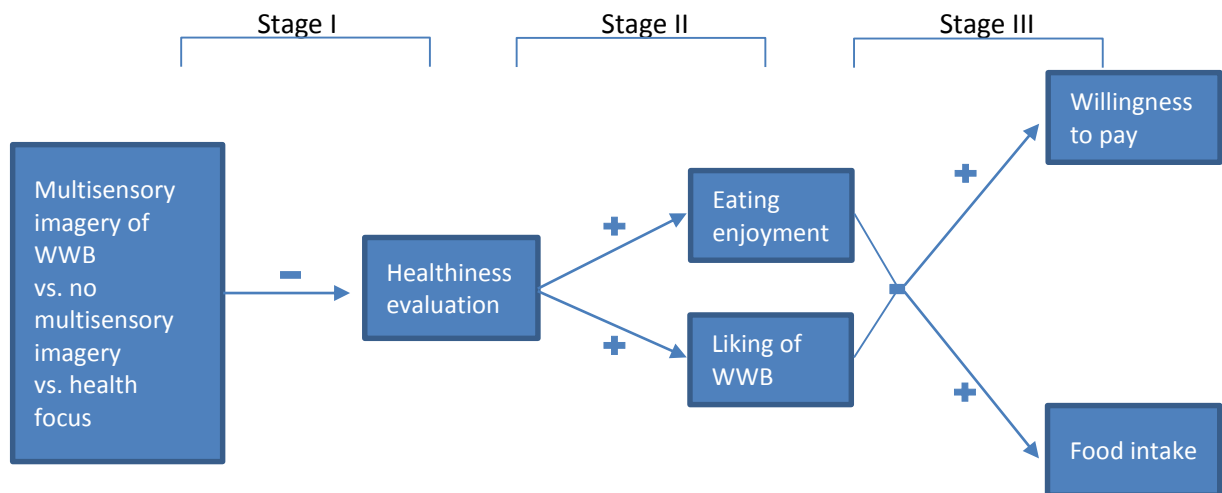 Stage I
Stage II
Stage III
Multisensory
imagery of
WWB
vs. no
multisensory
imagery
vs. health
focus
Healthiness
evaluation
Eating
enjoyment
Liking of
WWB
Willingness
to pay
Food intake